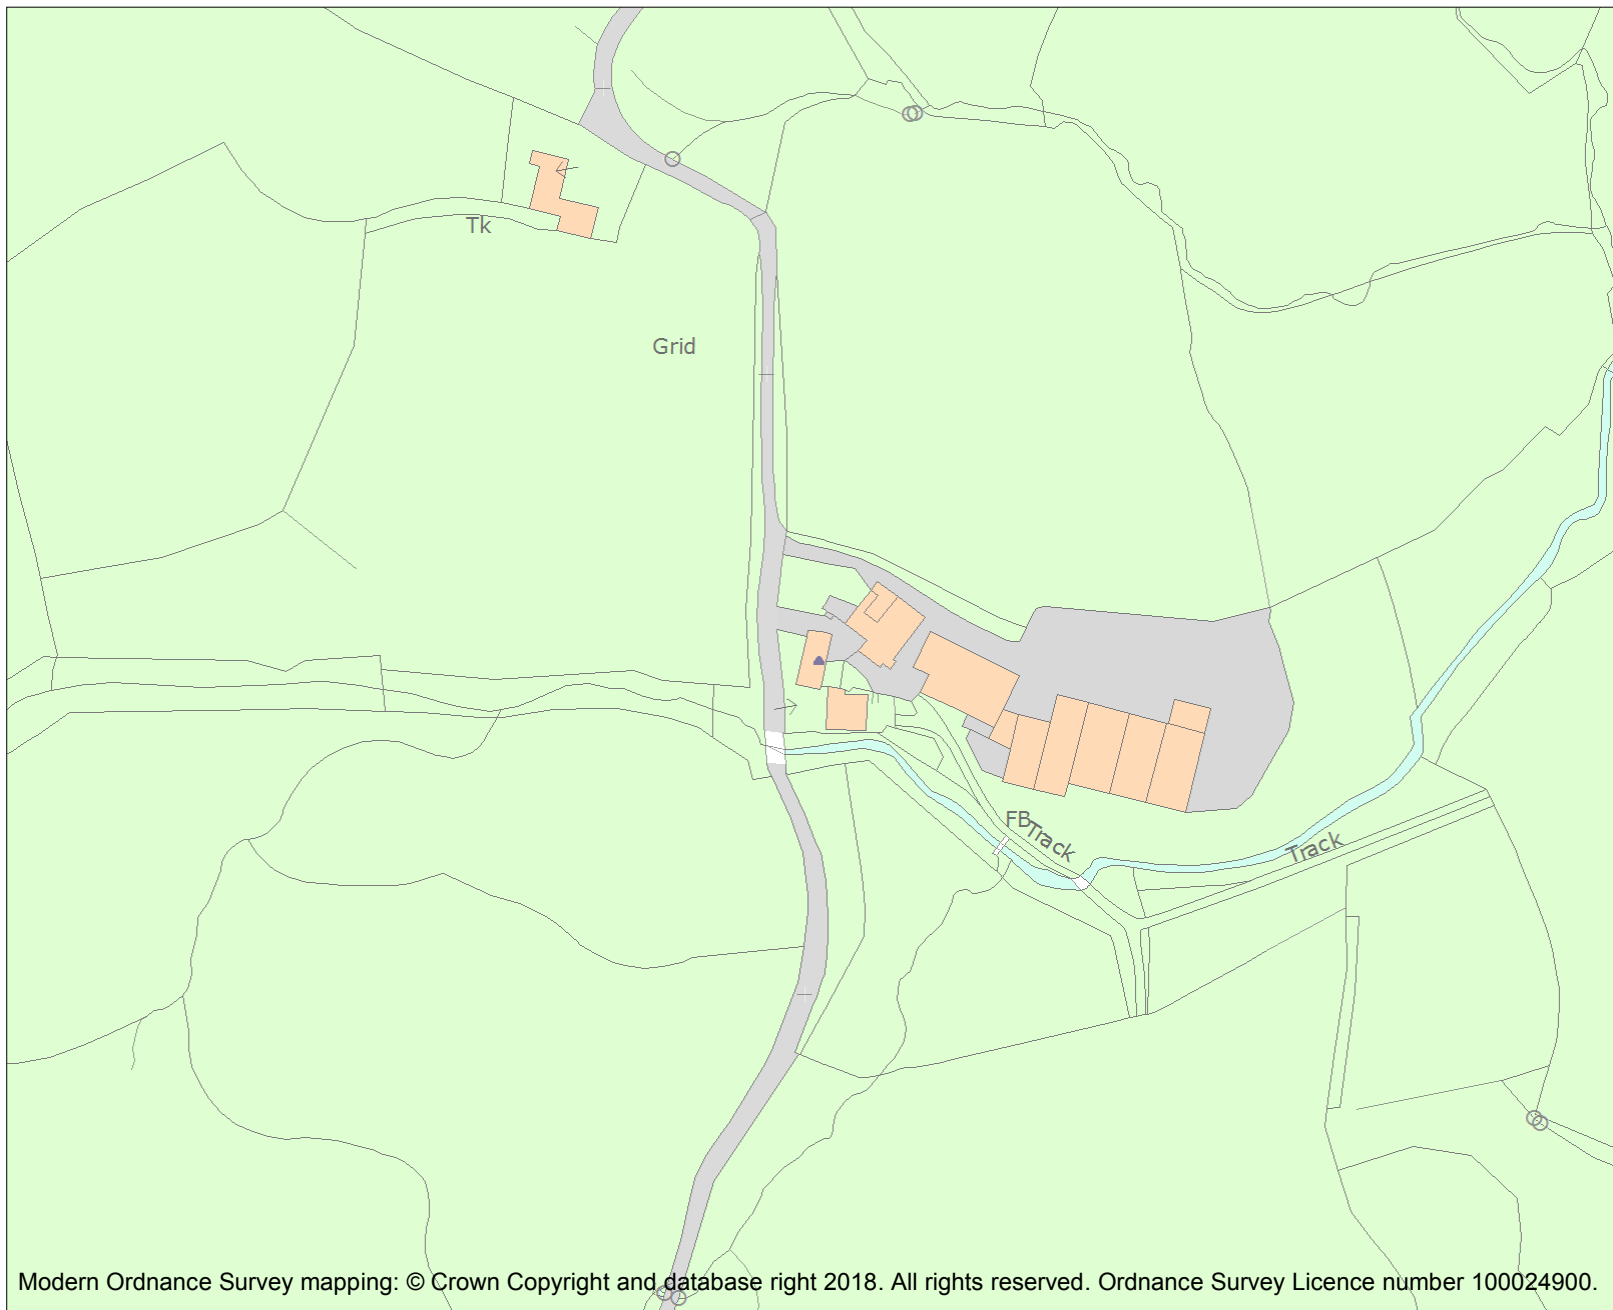 Tk
Grid
FB
Track
Track
Modern Ordnance Survey mapping: © Crown Copyright and database right 2018. All rights reserved. Ordnance Survey Licence number 100024900.